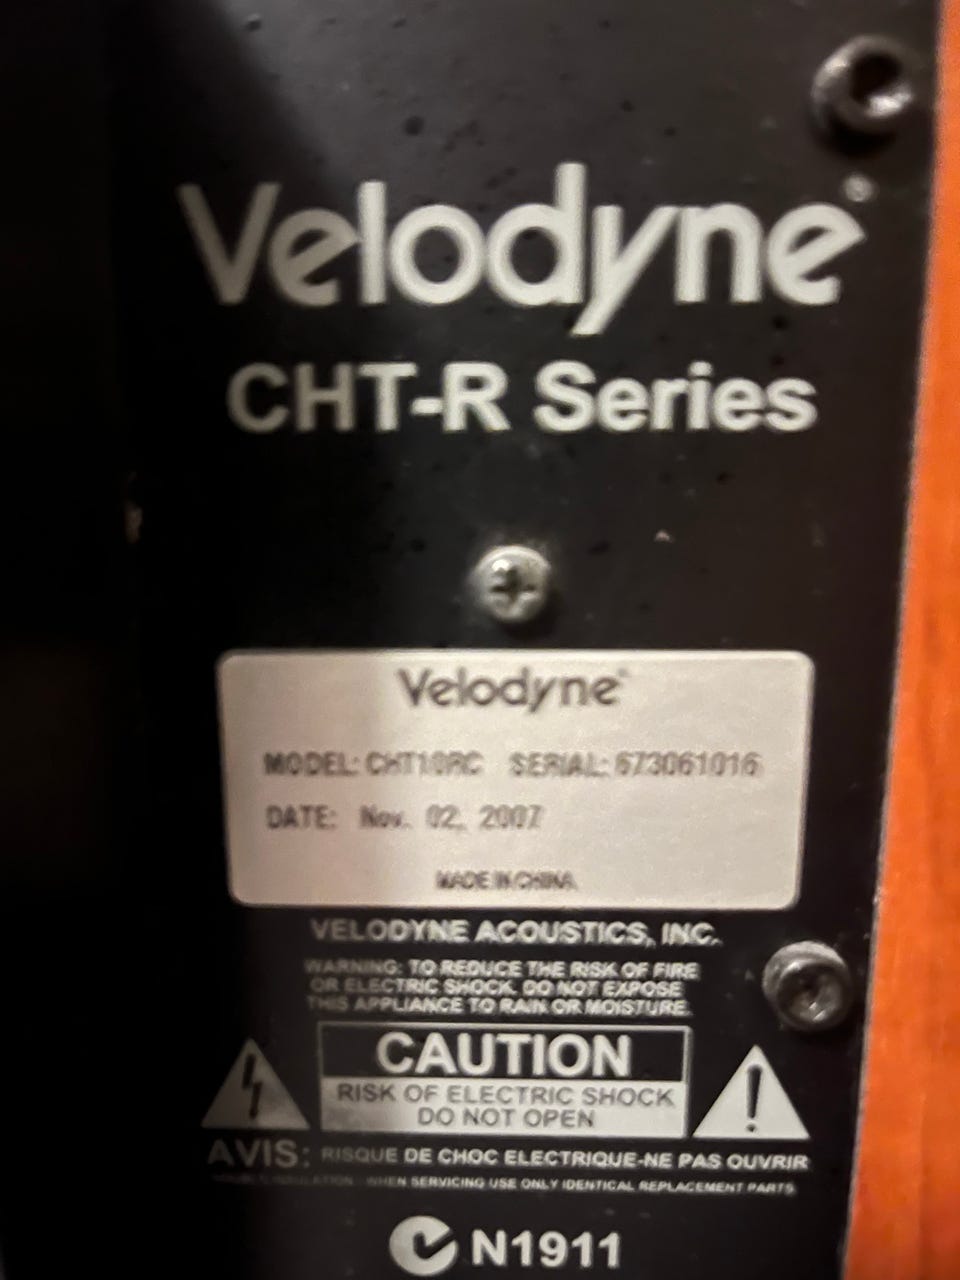 Velodyne®
CHT-R Series
Velodyne®
MODEL: CHT10RC SERIAL: 673061016
DATE: Nov. 02, 2007
MADE IN CHINA
VELODYNE ACOUSTICS, INC.
WARNING: TO REDUCE THE RISK OF FIRE
OR ELECTRIC SHOCK. DO NOT EXPOSE
THIS APPLIANCE TO RAIN OR MOISTURE.
CAUTION
RISK OF ELECTRIC SHOCK
DO NOT OPEN
AVIS: RISQUE DE CHOC ELECTRIQUE-NE PAS OUVRIR
INSULATION - WHEN SERVICING USE ONLY IDENTICAL REPLACEMENT PARTS.
N1911